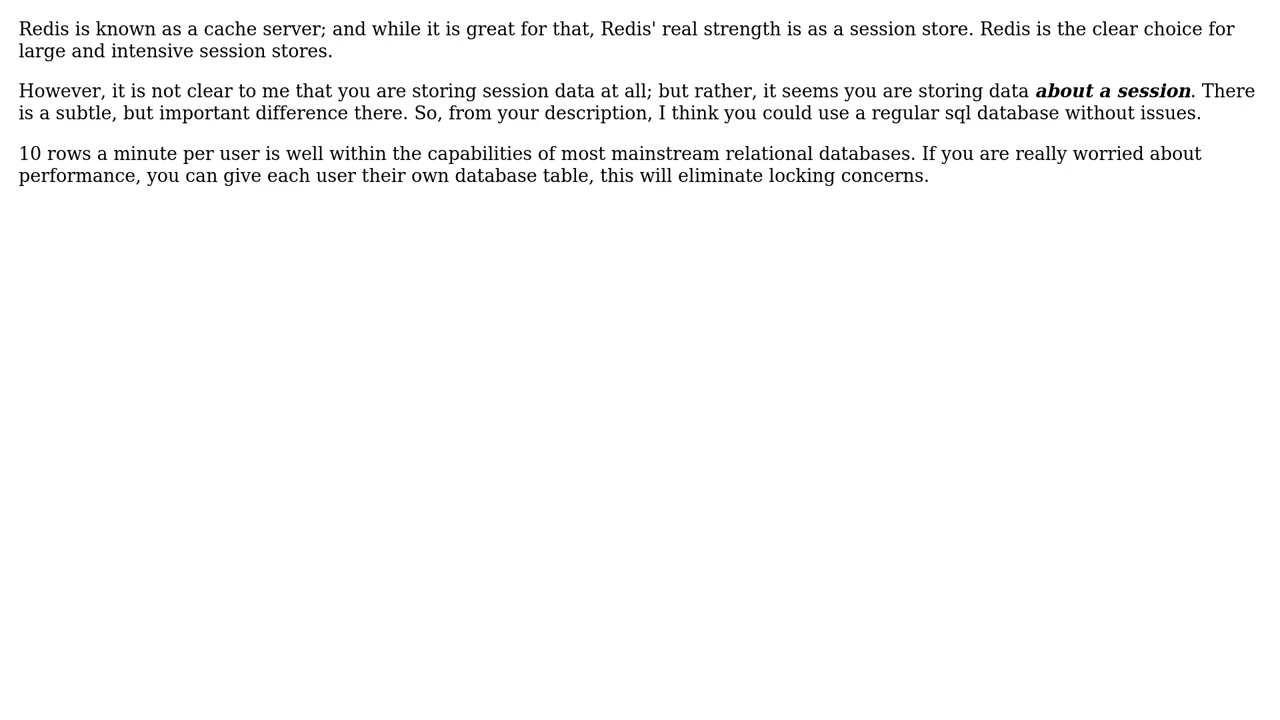 Redis is known as a cache server; and while it is great for that, Redis' real strength is as a session store. Redis is the clear choice for
large and intensive session stores.
However, it is not clear to me that you are storing session data at all; but rather, it seems you are storing data about a session. There
is a subtle, but important difference there. So, from your description, I think you could use a regular sql database without issues.
10 rows a minute per user is well within the capabilities of most mainstream relational databases. If you are really worried about
performance, you can give each user their own database table, this will eliminate locking concerns.